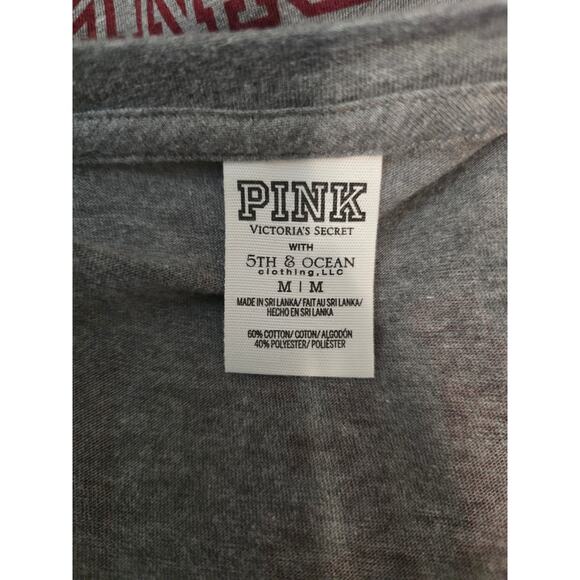 PINK
VICTORIA'S SECRET
WITH
5TH & OCEAN
clothing, LLC
M | M
MADE IN SRI LANKA/ FAIT AU SRI LANKA/
HECHO EN SRI LANKA
60% COTTON/ COTON/ ALGODÓN
40% POLYESTER/ POLIÉSTER